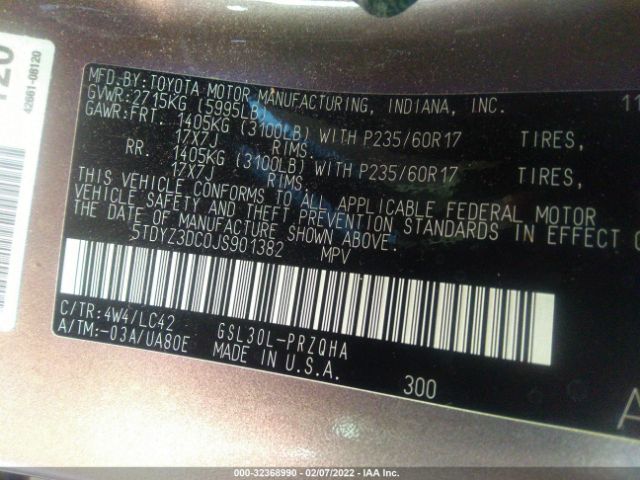 20
42661-08120
MFD.BY:TOYOTA MOTOR MANUFACTURING, INDIANA, INC. 11
GVWR:2715KG (5995LB)
GAWR:FRT. 1405KG (3100LB) WITH P235/60R17 TIRES,
17X7J RIMS.
RR. 1405KG (3100LB) WITH P235/60R17 TIRES,
17X7J RIMS.
THIS VEHICLE CONFORMS TO ALL APPLICABLE FEDERAL MOTOR
VEHICLE SAFETY AND THEFT PREVENTION STANDARDS IN EFFECT
THE DATE OF MANUFACTURE SHOWN ABOVE.
5TDYZ3DC0JS901382 MPV
C/TR:4W4/LC42 GSL30L-PRZQHA
A/TM:-03A/UA80E MADE IN U.S.A.
300
A
000-32368990 - 02/07/2022 - IAA Inc.